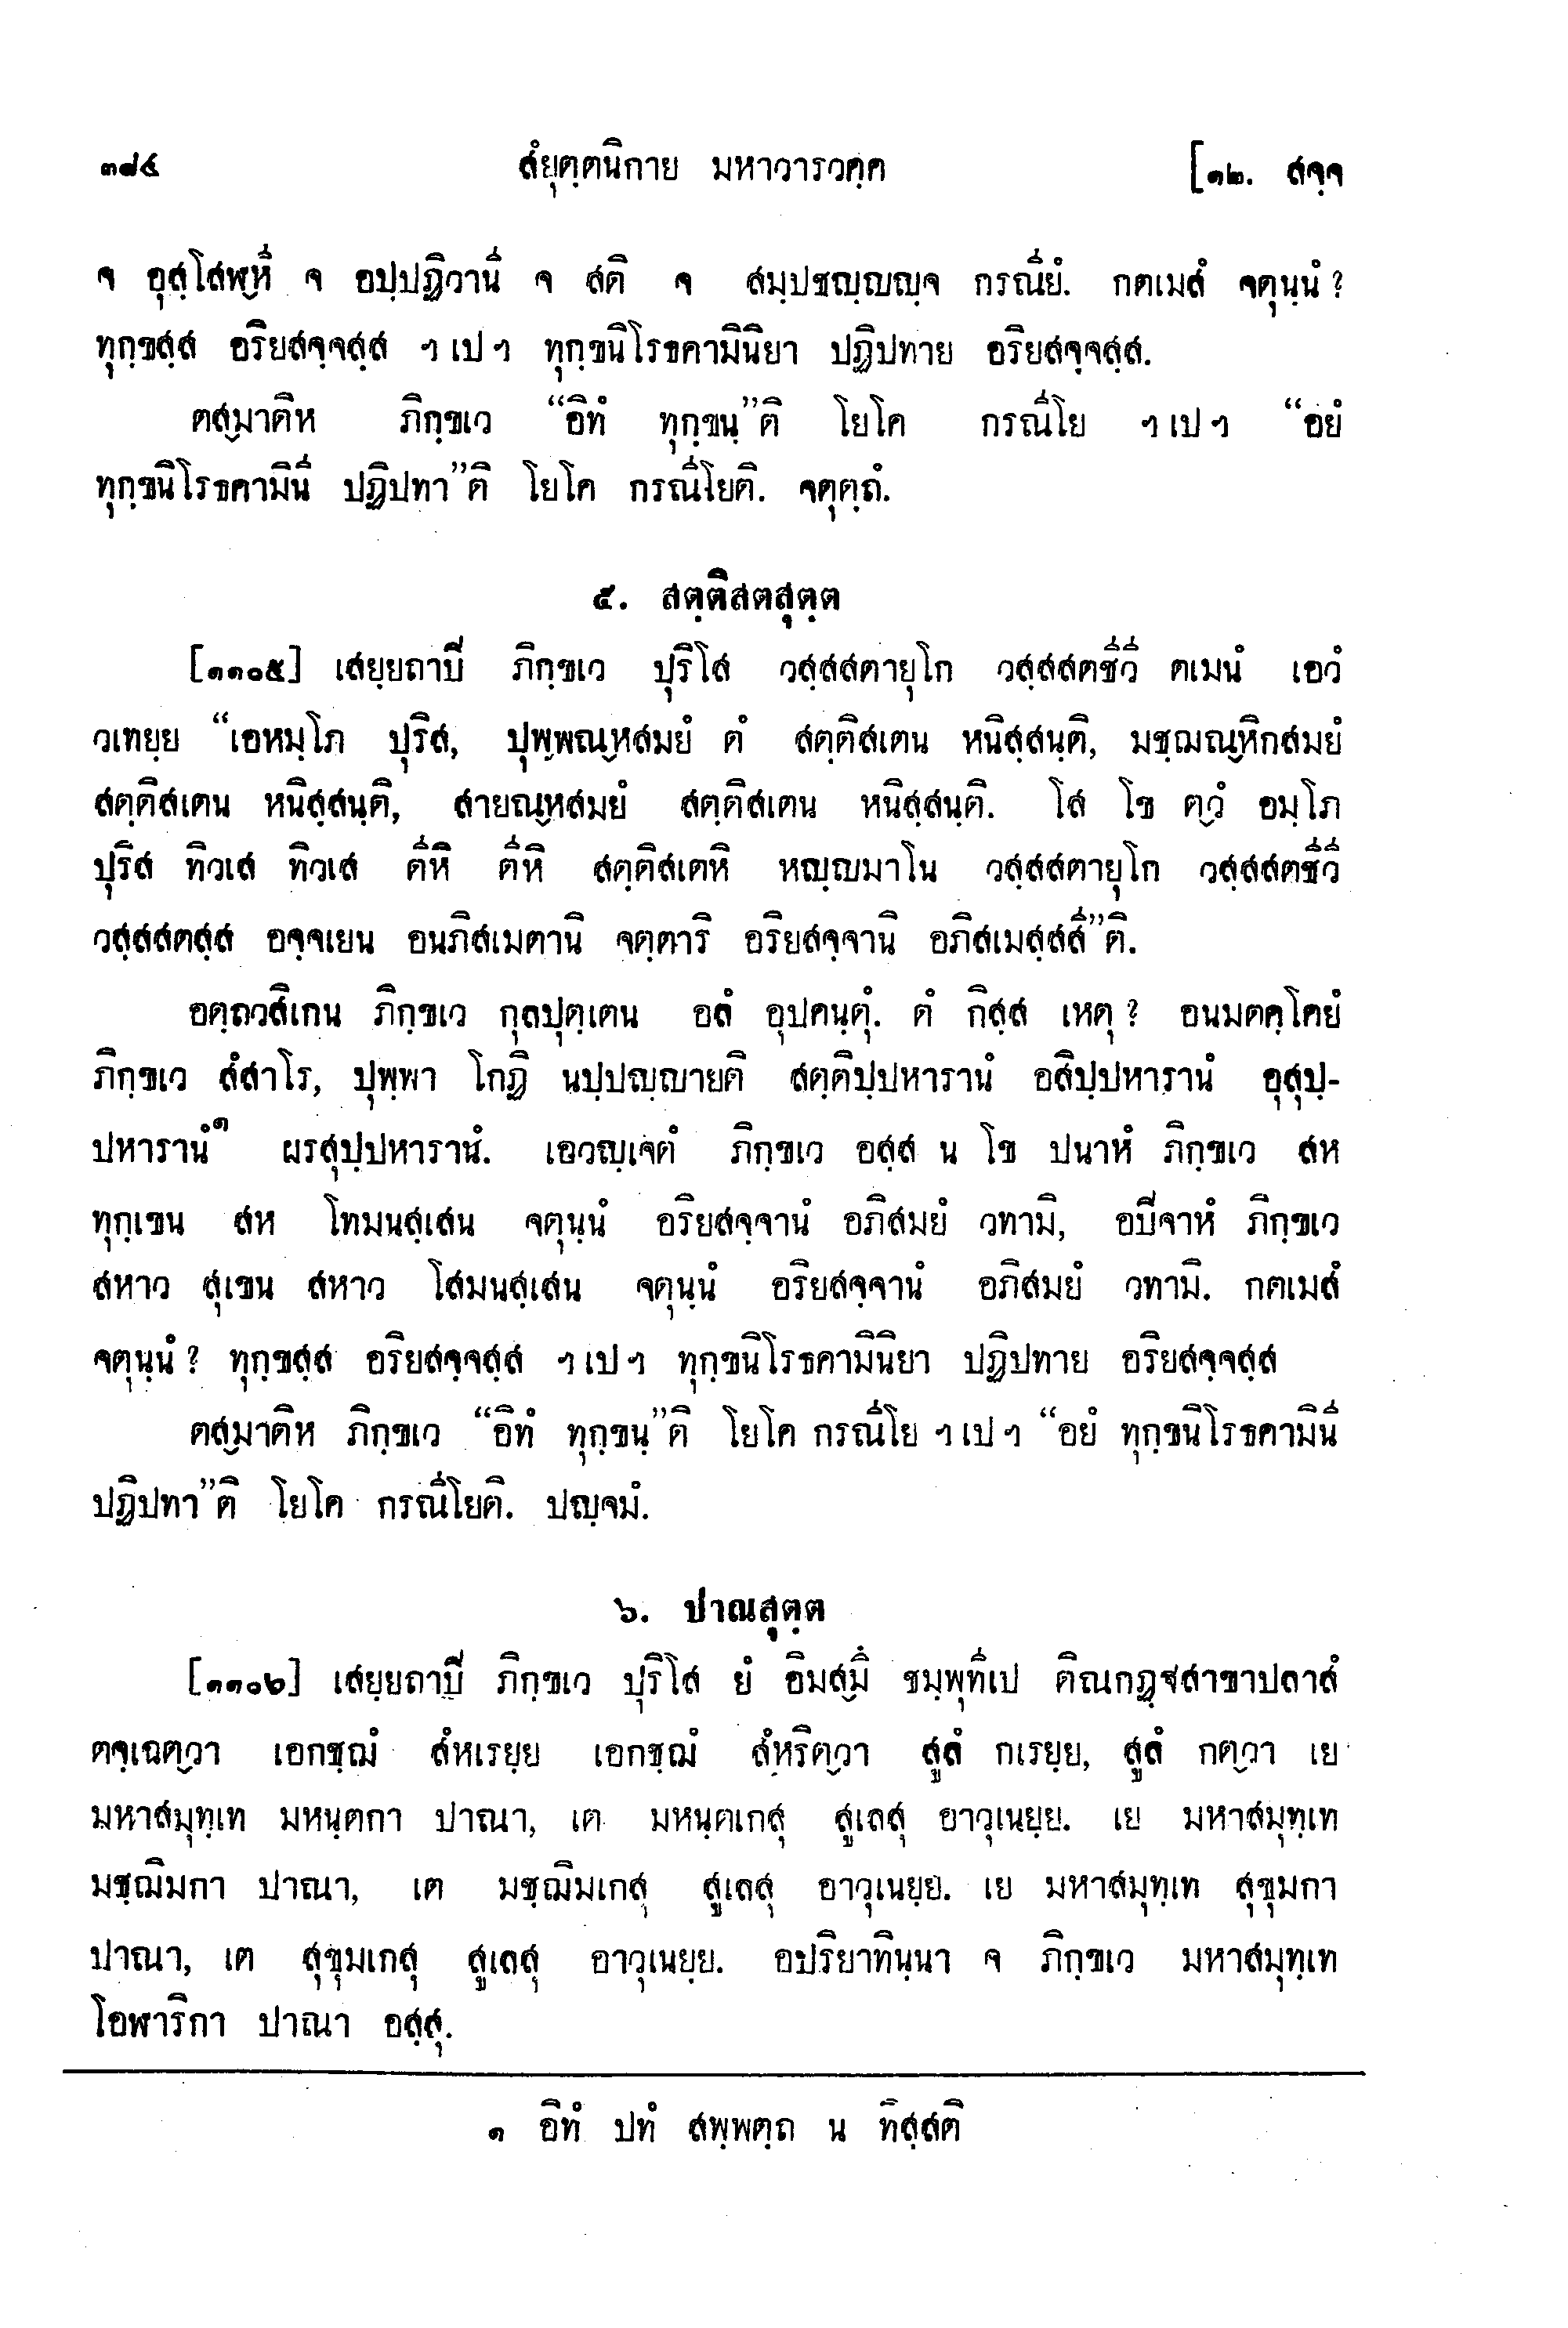 ๓๘๔ สํยุตฺตนิกาย มหาวารวคฺค [๑๒. สจฺจ
จ อุสฺโสฬฺหี จ อปฺปฏิวานี จ สติ จ สมฺปชญฺญญฺจ กรณียํ. กตเมสํ จตุนฺนํ ?
ทุกฺขสฺส อริยสจฺจสฺส ฯ เป ฯ ทุกฺขนิโรธคามินิยา ปฏิปทาย อริยสจฺจสฺส.
ตสฺมาติห ภิกฺขเว “อิทํ ทุกฺขนฺ”ติ โยโค กรณีโย ฯ เป ฯ “อยํ
ทุกฺขนิโรธคามินี ปฏิปทา”ติ โยโค กรณีโยติ. จตุตฺถํ.
๕. สตฺติสตสุตฺต
[๑๑๐๕] เสยฺยถาปี ภิกฺขเว ปุริโส วสฺสสตายุโก วสฺสสตชีวี ตเมนํ เอวํ
วเทยฺย “เอหมฺโภ ปุริส, ปุพฺพณฺหสมยํ ตํ สตฺติสเตน หนิสฺสนฺติ, มชฺฌณฺหิกสมยํ
สตฺติสเตน หนิสฺสนฺติ, สายณฺหสมยํ สตฺติสเตน หนิสฺสนฺติ. โส โข ตฺวํ อมฺโภ
ปุริส ทิวเส ทิวเส ตีหิ ตีหิ สตฺติสเตหิ หญฺญมาโน วสฺสสตายุโก วสฺสสตชีวี
วสฺสสตสฺส อจฺจเยน อนภิสเมตานิ จตฺตาริ อริยสจฺจานิ อภิสเมสฺสสี”ติ.
อตฺถวสิเกน ภิกฺขเว กุลปุตฺเตน อลํ อุปคนฺตุํ. ตํ กิสฺส เหตุ ? อนมตคฺโคยํ
ภิกฺขเว สํสาโร, ปุพฺพา โกฏิ นปฺปญฺญายติ สตฺติปฺปหารานํ อสิปฺปหารานํ อุสุปฺ-
ปหารานํ๑ ผรสุปฺปหารานํ. เอวญฺเจตํ ภิกฺขเว อสฺส น โข ปนาหํ ภิกฺขเว สห
ทุกฺเขน สห โทมนสฺเสน จตุนฺนํ อริยสจฺจานํ อภิสมยํ วทามิ, อปีจาหํ ภิกฺขเว
สหาว สุเขน สหาว โสมนสฺเสน จตุนฺนํ อริยสจฺจานํ อภิสมยํ วทามิ. กตเมสํ
จตุนฺนํ ? ทุกฺขสฺส อริยสจฺจสฺส ฯ เป ฯ ทุกฺขนิโรธคามินิยา ปฏิปทาย อริยสจฺจสฺส
ตสฺมาติห ภิกฺขเว “อิทํ ทุกฺขนฺ”ติ โยโค กรณีโย ฯ เป ฯ “อยํ ทุกฺขนิโรธคามินี
ปฏิปทา”ติ โยโค กรณีโยติ. ปญฺจมํ.
๖. ปาณสุตฺต
[๑๑๐๖] เสยฺยถาปี ภิกฺขเว ปุริโส ยํ อิมสฺมึ ชมฺพุทีเป ติณกฏฺฐสาขาปลาสํ
ตจฺเฉตฺวา เอกชฺฌํ สํหเรยฺย เอกชฺฌํ สํหริตฺวา สูลํ กเรยฺย, สูลํ กตฺวา เย
มหาสมุทฺเท มหนฺตกา ปาณา, เต มหนฺตเกสุ สูเลสุ อาวุเนยฺย. เย มหาสมุทฺเท
มชฺฌิมกา ปาณา, เต มชฺฌิมเกสุ สูเลสุ อาวุเนยฺย. เย มหาสมุทฺเท สุขุมกา
ปาณา, เต สุขุมเกสุ สูเลสุ อาวุเนยฺย. อปริยาทินฺนา จ ภิกฺขเว มหาสมุทฺเท
โอฬาริกา ปาณา อสฺสุ.
๑ อิทํ ปทํ สพฺพตฺถ น ทิสฺสติ